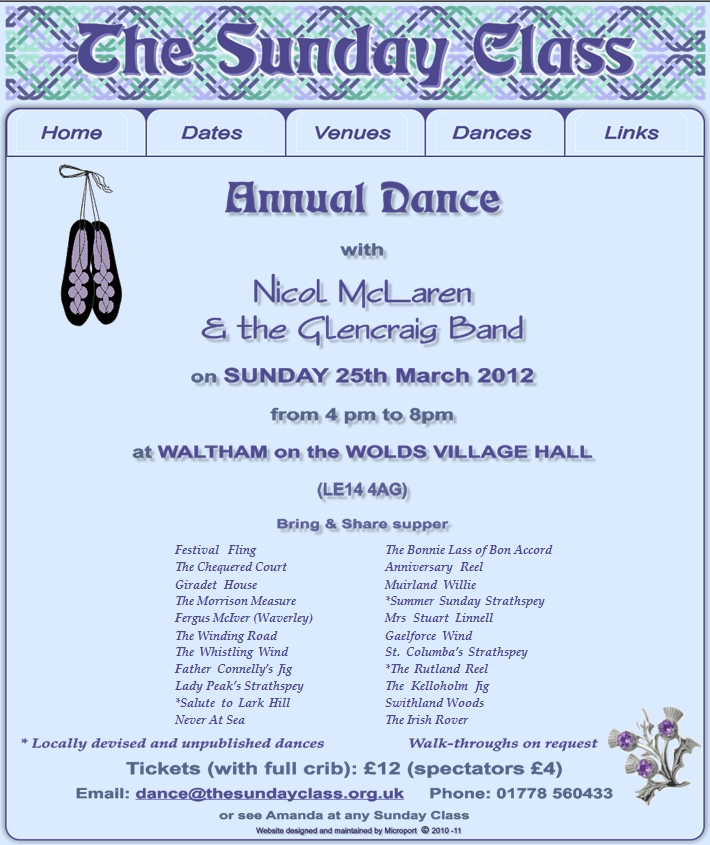 The Sunday Class
Home Dates Venues Dances Links
Annual Dance
with
Nicol McLaren
& the Glencraig Band
on SUNDAY 25th March 2012
from 4 pm to 8pm
at WALTHAM on the WOLDS VILLAGE HALL
(LE14 4AG)
Bring & Share supper
Festival Fling
The Chequered Court
Giradet House
The Morrison Measure
Fergus McIver (Waverley)
The Winding Road
The Whistling Wind
Father Connelly's Jig
Lady Peak's Strathspey
*Salute to Lark Hill
Never At Sea
The Bonnie Lass of Bon Accord
Anniversary Reel
Muirland Willie
*Summer Sunday Strathspey
Mrs Stuart Linnell
Gaelforce Wind
St. Columba's Strathspey
*The Rutland Reel
The Kelloholm Jig
Swithland Woods
The Irish Rover
* Locally devised and unpublished dances Walk-throughs on request
Tickets (with full crib): £12 (spectators £4)
Email: dance@thesundayclass.org.uk Phone: 01778 560433
or see Amanda at any Sunday Class
Website designed and maintained by Microport © 2010 -11